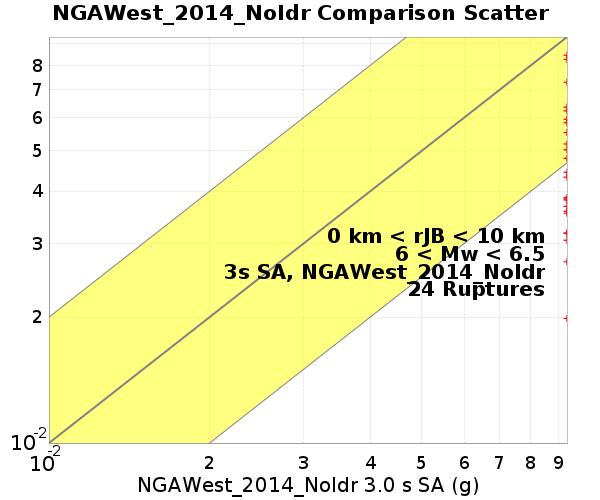 NGAWest_2014_NoIdr Comparison Scatter
8
7
6
5
4
3
2
10-2
0 km < rJB < 10 km
6 < Mw < 6.5
3s SA, NGAWest_2014_NoIdr
24 Ruptures
10-2 2 3 4 5 6 7 8 9
NGAWest_2014_NoIdr 3.0 s SA (g)